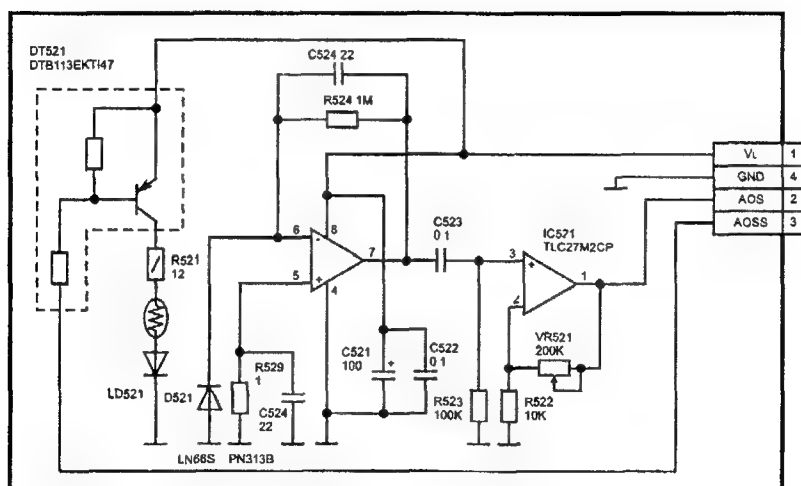 DT521
DTB113EKTI47
C524 22
R524 1M
VL 1
GND 4
AOS 2
AOSS 3
C523
0 1
IC521
TLC27M2CP
6
-
8
7
5
+
4
3
+
1
2
-
R521
12
VR521
200K
C521
100
+
C522
0 1
R529
1
C524
22
R523
100K
R522
10K
LD521
D521
LN66S
PN313B